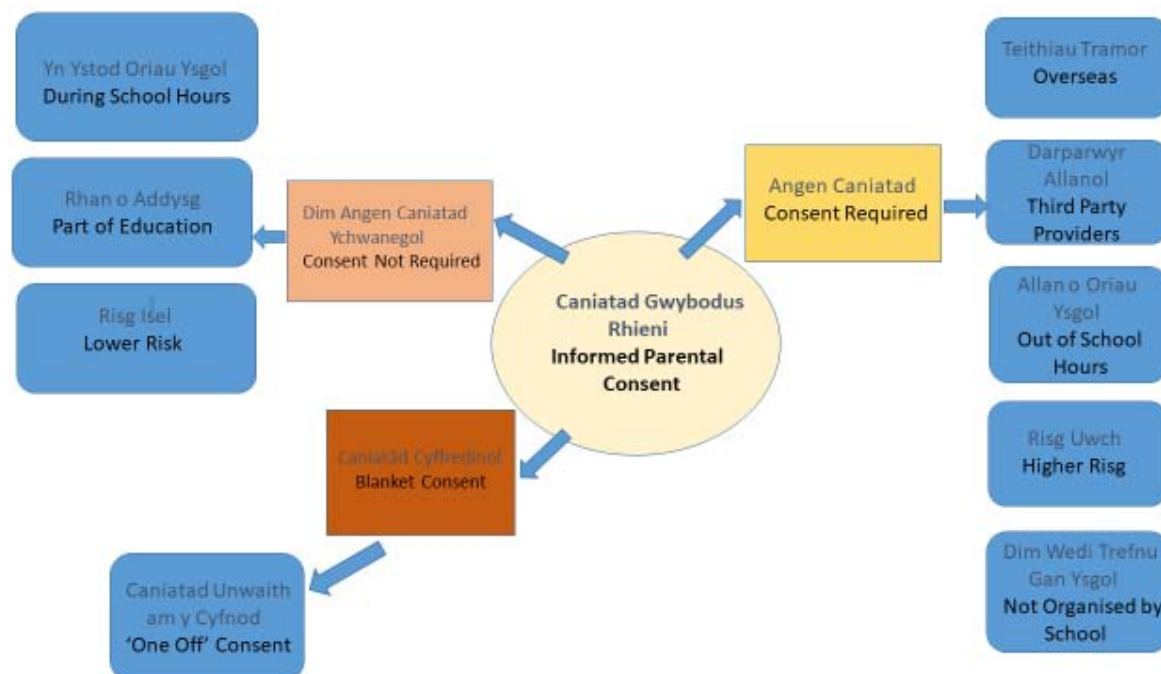 Yn Ystod Oriau Ysgol
During School Hours
Rhan o Addysg
Part of Education
Risg Isel
Lower Risk
Dim Angen Caniatad
Ychwanegol
Consent Not Required
Caniatad Gwybodus
Rhieni
Informed Parental
Consent
Caniatad Cyffredinol
Blanket Consent
Caniatad Unwaith
am y Cyfnod
‘One Off’ Consent
Angen Caniatad
Consent Required
Teithiau Tramor
Overseas
Darparwyr
Allanol
Third Party
Providers
Allan o Oriau
Ysgol
Out of School
Hours
Risg Uwch
Higher Risg
Dim Wedi Trefnu
Gan Ysgol
Not Organised by
School